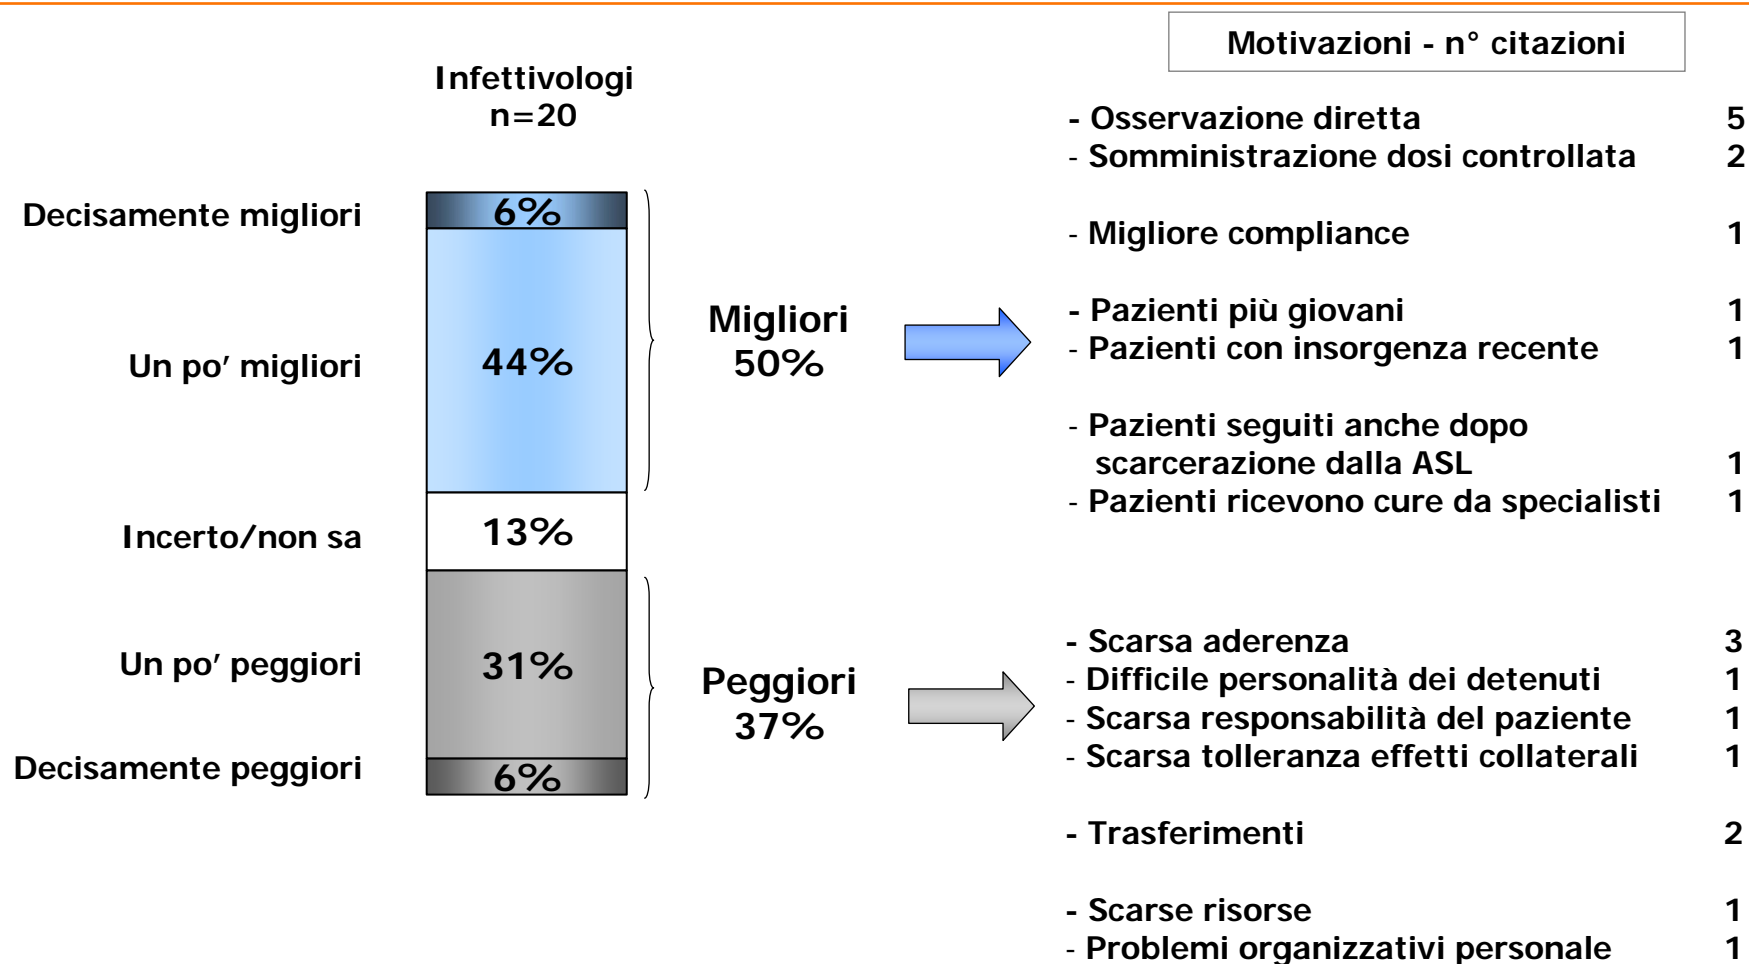 Motivazioni - n° citazioni
Infettivologi
n=20
Decisamente migliori
6%
Un po’ migliori
44%
Incerto/non sa
13%
Un po’ peggiori
31%
Decisamente peggiori
6%
Migliori
50%
- Osservazione diretta 5
- Somministrazione dosi controllata 2
- Migliore compliance 1
- Pazienti più giovani 1
- Pazienti con insorgenza recente 1
- Pazienti seguiti anche dopo
scarcerazione dalla ASL 1
- Pazienti ricevono cure da specialisti 1
Peggiori
37%
- Scarsa aderenza 3
- Difficile personalità dei detenuti 1
- Scarsa responsabilità del paziente 1
- Scarsa tolleranza effetti collaterali 1
- Trasferimenti 2
- Scarse risorse 1
- Problemi organizzativi personale 1